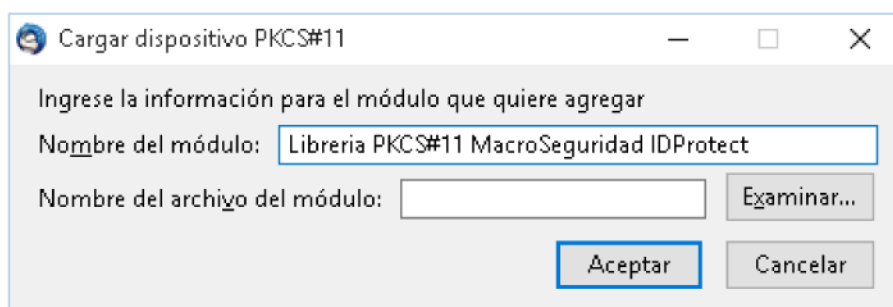 Cargar dispositivo PKCS#11
Ingrese la información para el módulo que quiere agregar
Nombre del módulo: Libreria PKCS#11 MacroSeguridad IDProtect
Nombre del archivo del módulo: Examinar...
Aceptar Cancelar